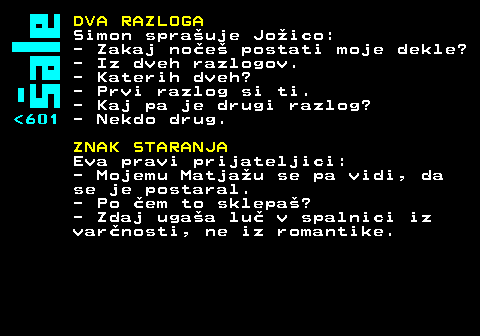 šale
<601
DVA RAZLOGA
Simon sprašuje Jožico:
- Zakaj nočeš postati moje dekle?
- Iz dveh razlogov.
- Katerih dveh?
- Prvi razlog si ti.
- Kaj pa je drugi razlog?
- Nekdo drug.
ZNAK STARANJA
Eva pravi prijateljici:
- Mojemu Matjažu se pa vidi, da
se je postaral.
- Po čem to sklepaš?
- Zdaj ugaša luč v spalnici iz
varčnosti, ne iz romantike.